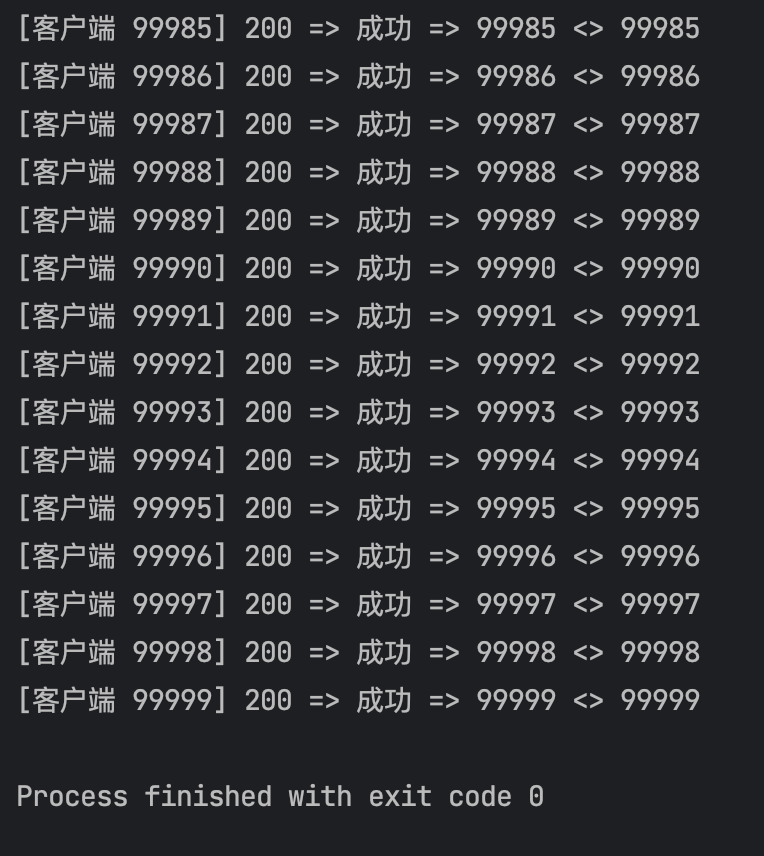 [客户端 99985] 200 => 成功 => 99985 <> 99985
[客户端 99986] 200 => 成功 => 99986 <> 99986
[客户端 99987] 200 => 成功 => 99987 <> 99987
[客户端 99988] 200 => 成功 => 99988 <> 99988
[客户端 99989] 200 => 成功 => 99989 <> 99989
[客户端 99990] 200 => 成功 => 99990 <> 99990
[客户端 99991] 200 => 成功 => 99991 <> 99991
[客户端 99992] 200 => 成功 => 99992 <> 99992
[客户端 99993] 200 => 成功 => 99993 <> 99993
[客户端 99994] 200 => 成功 => 99994 <> 99994
[客户端 99995] 200 => 成功 => 99995 <> 99995
[客户端 99996] 200 => 成功 => 99996 <> 99996
[客户端 99997] 200 => 成功 => 99997 <> 99997
[客户端 99998] 200 => 成功 => 99998 <> 99998
[客户端 99999] 200 => 成功 => 99999 <> 99999
Process finished with exit code 0